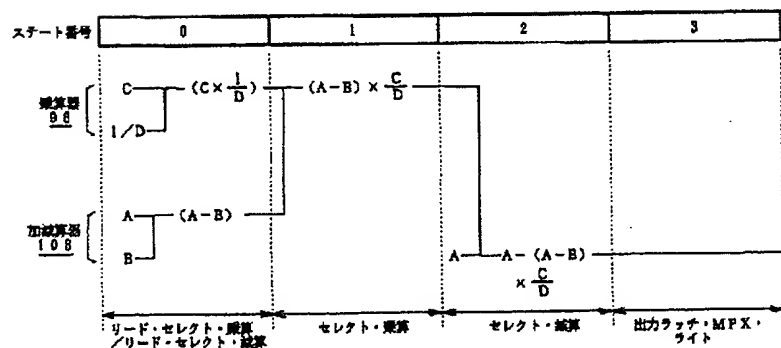 ステート番号 0 1 2 3
乗算器
98
C
1/D
(C×1/D)
(A-B)×C/D
加減算器
108
A
B
(A-B)
A
A-(A-B)
×C/D
リード・セレクト・乗算
/リード・セレクト・減算
セレクト・乗算
セレクト・減算
出力ラッチ・MPX・
ライト